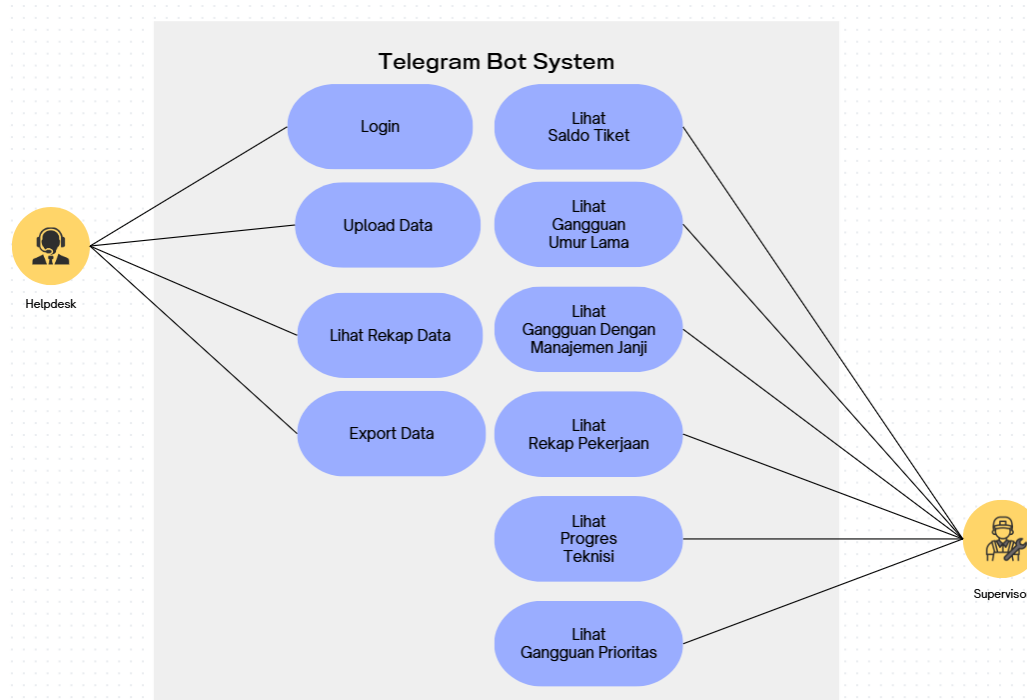 Telegram Bot System
Login
Upload Data
Lihat Rekap Data
Export Data
Lihat
Saldo Tiket
Lihat
Gangguan
Umur Lama
Lihat
Gangguan Dengan
Manajemen Janji
Lihat
Rekap Pekerjaan
Lihat
Progres
Teknisi
Lihat
Gangguan Prioritas
Helpdesk
Superviso